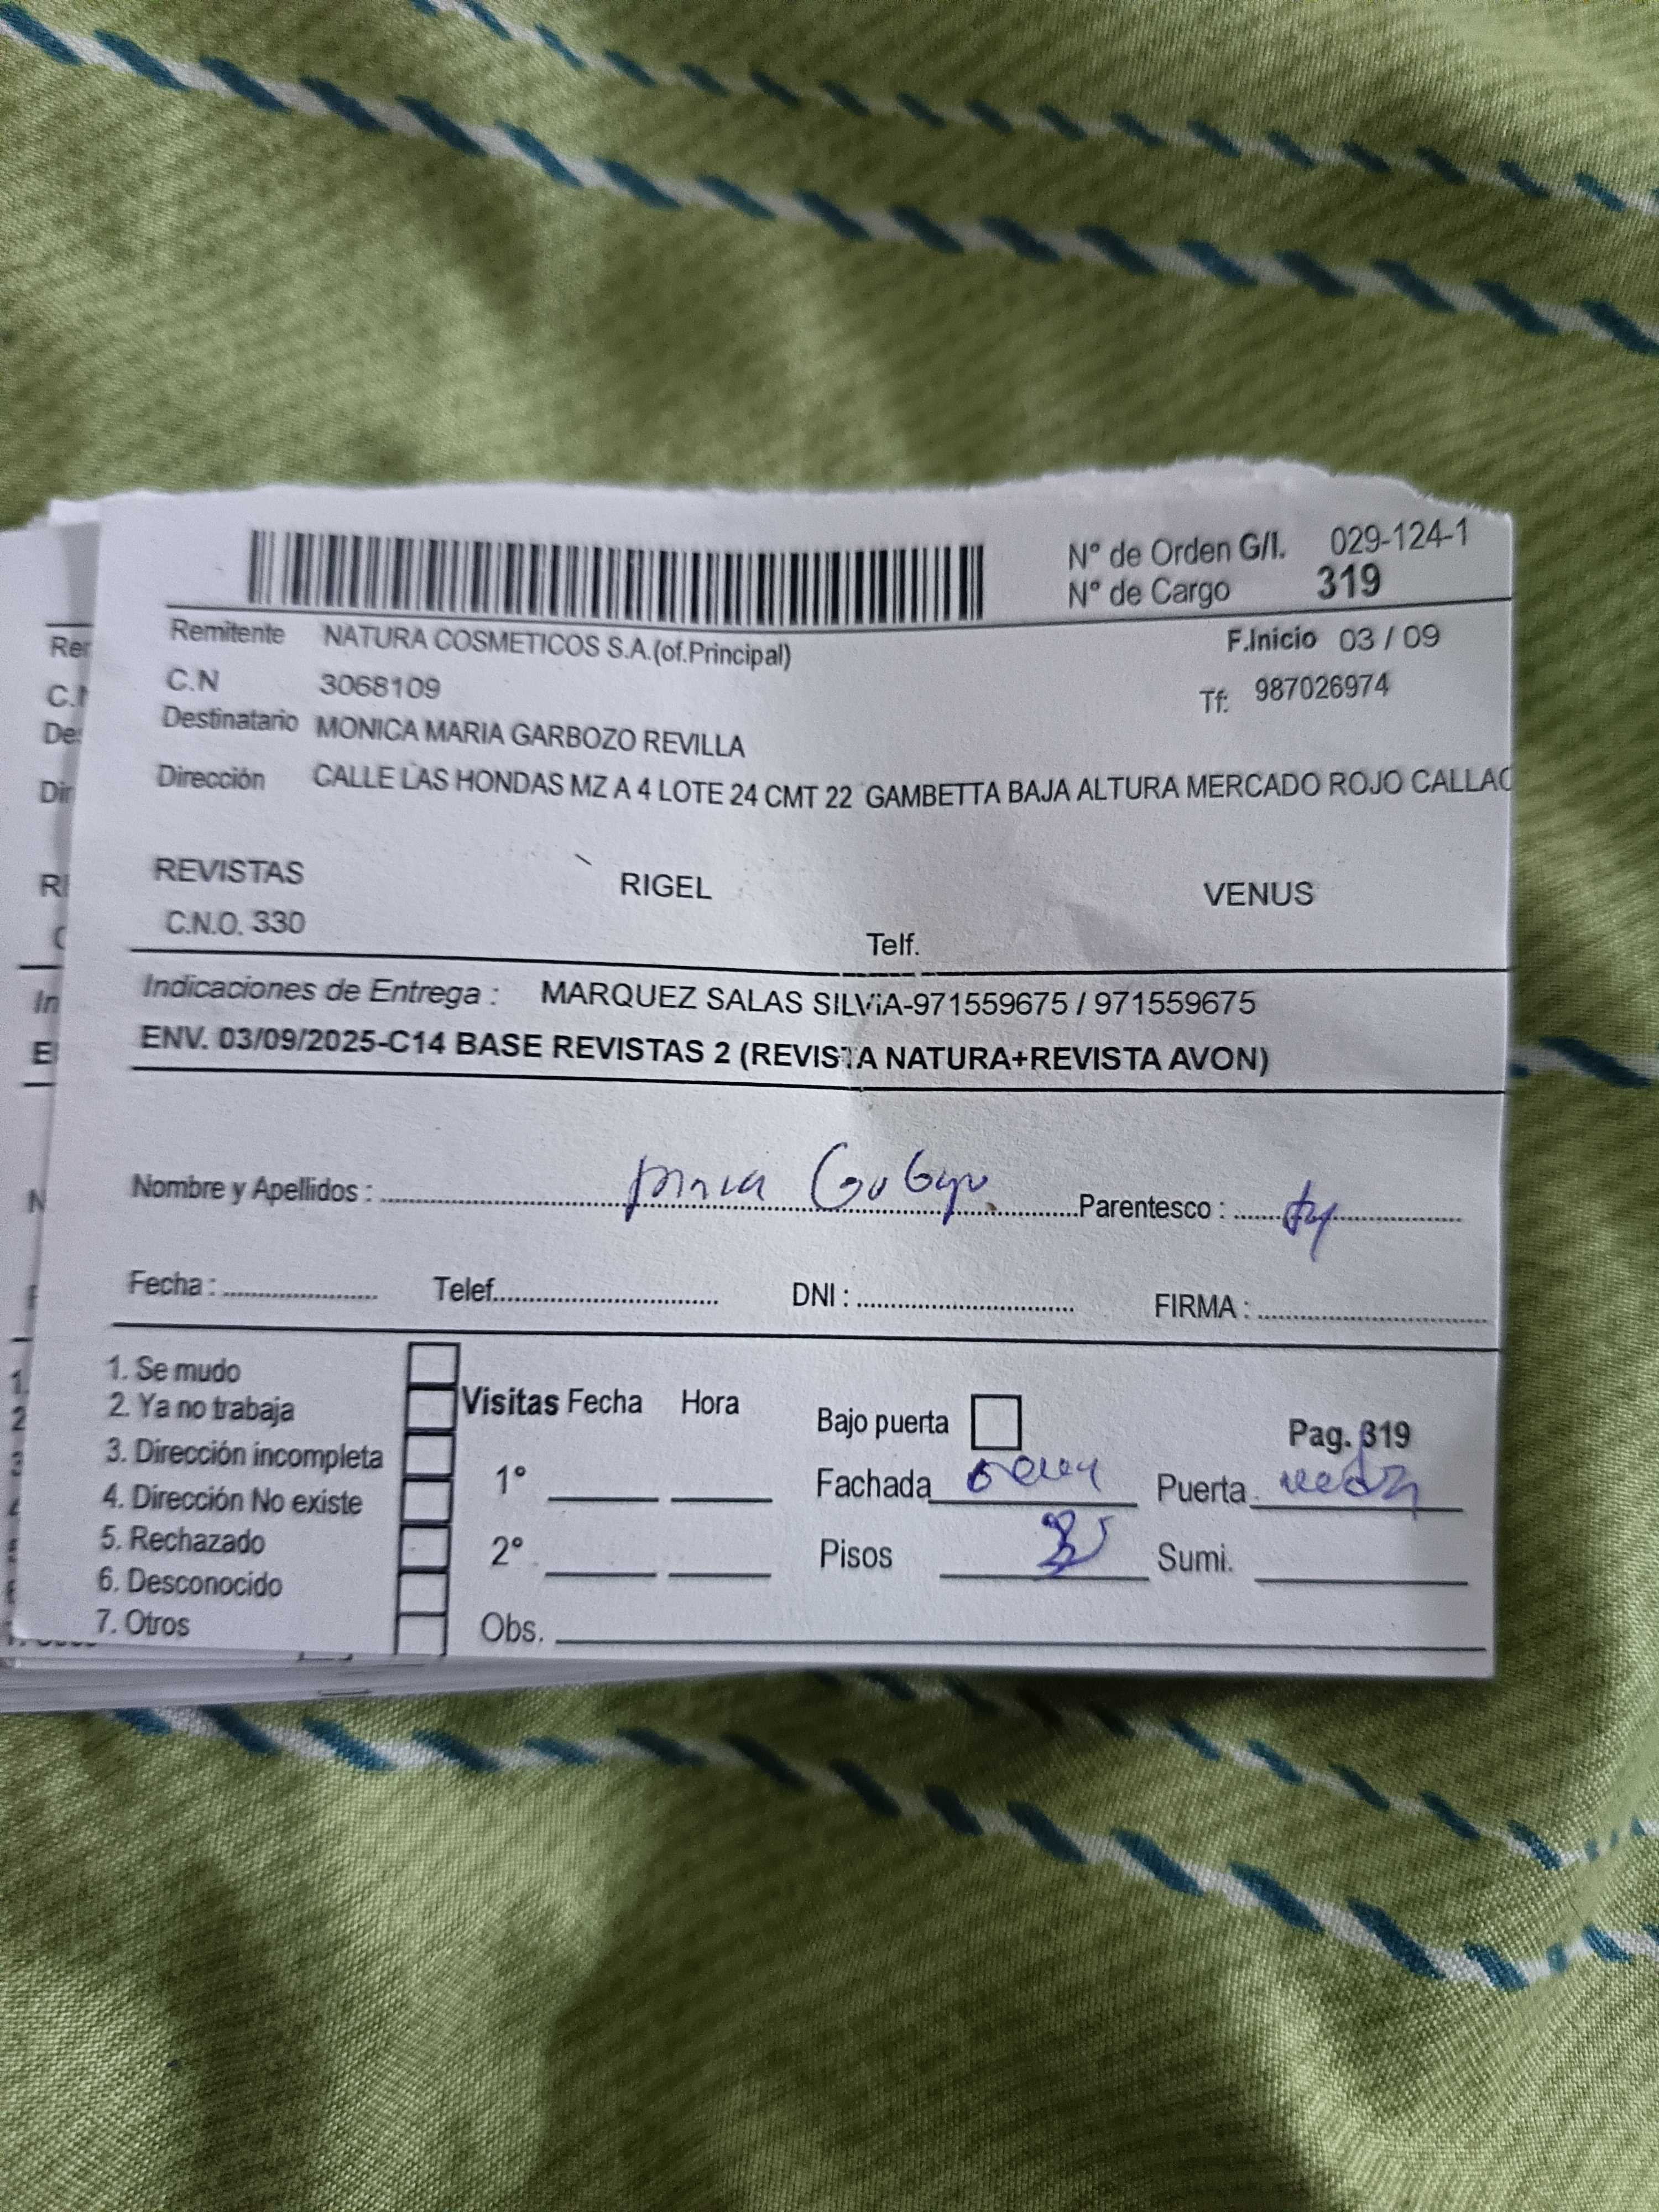 Nº de Orden G/I. 029-124-1
Nº de Cargo 319
Remitente NATURA COSMETICOS S.A.(of.Principal)
F.Inicio 03 / 09
C.N 3068109
Tf: 987026974
Destinatario MONICA MARIA GARBOZO REVILLA
Dirección CALLE LAS HONDAS MZ A 4 LOTE 24 CMT 22 GAMBETTA BAJA ALTURA MERCADO ROJO CALLAO
REVISTAS RIGEL VENUS
C.N.O. 330
Telf.
Indicaciones de Entrega : MARQUEZ SALAS SILViA-971559675 / 971559675
ENV. 03/09/2025-C14 BASE REVISTAS 2 (REVISTA NATURA+REVISTA AVON)
Nombre y Apellidos : Parentesco :
Fecha : Telef. DNI : FIRMA :
1. Se mudo
2. Ya no trabaja
3. Dirección incompleta
4. Dirección No existe
5. Rechazado
6. Desconocido
7. Otros
Visitas Fecha Hora
1°
2°
Obs.
Bajo puerta Pag. 319
Fachada Puerta
Pisos Sumi.